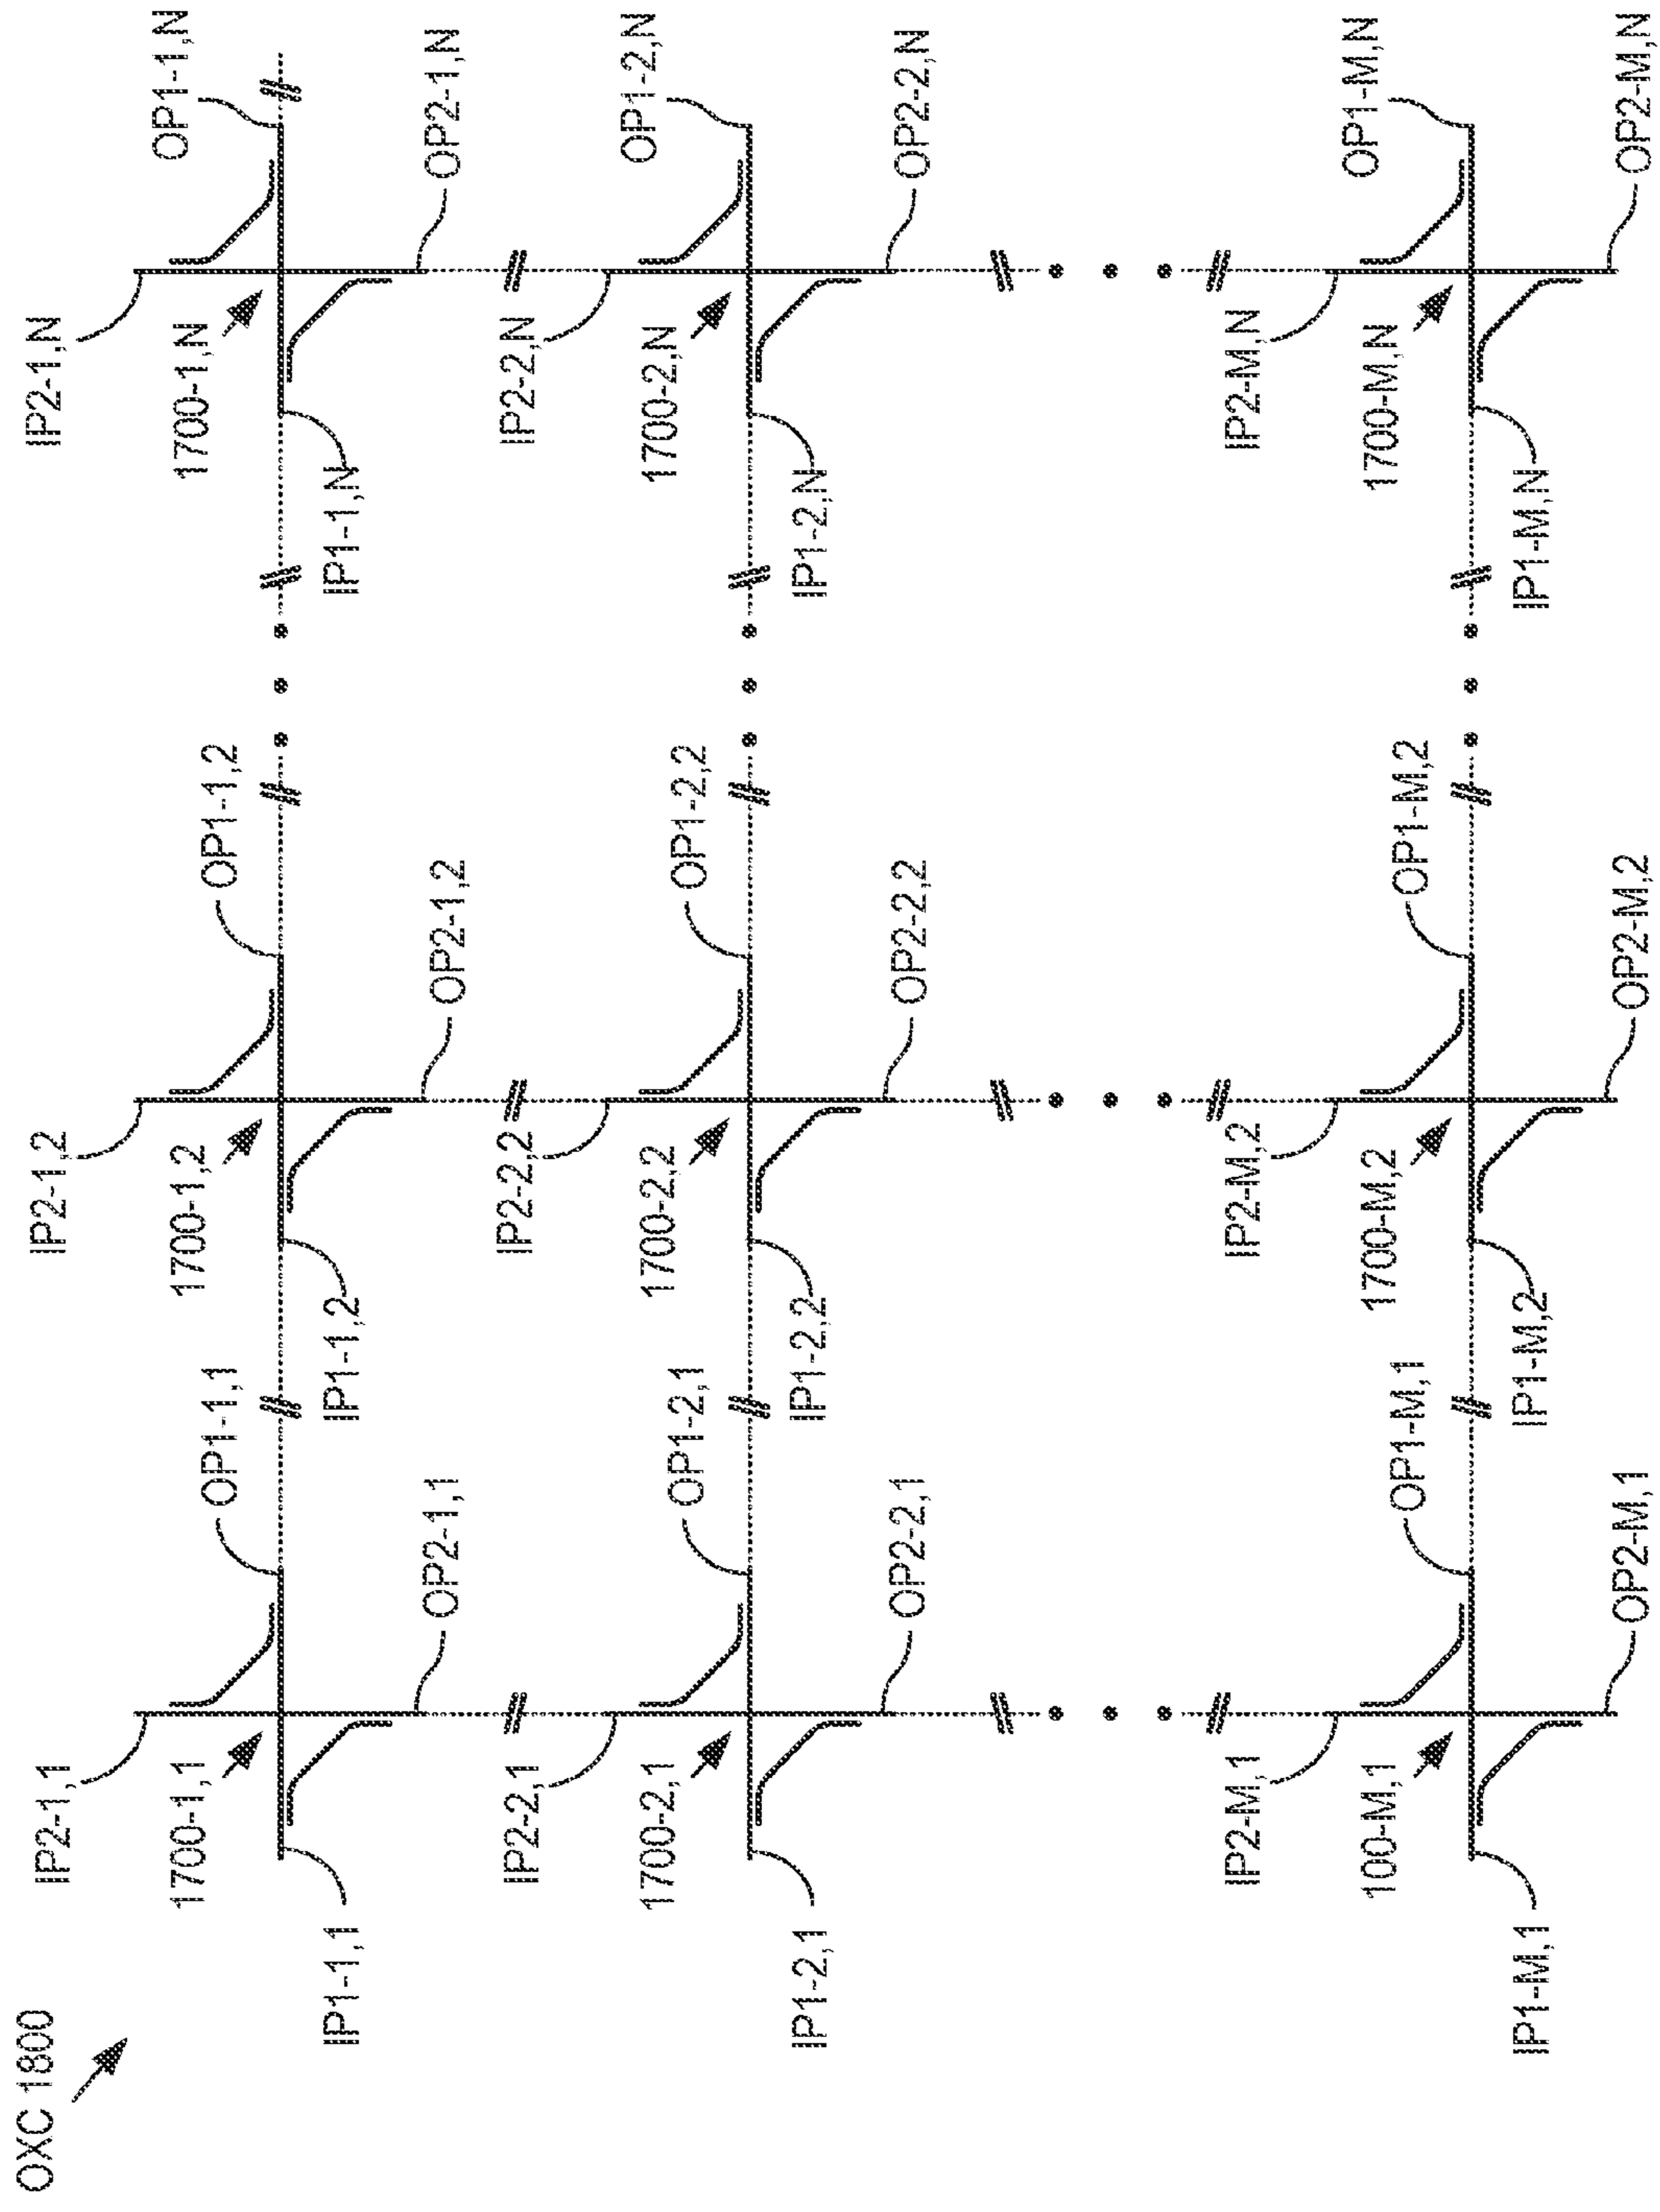 OXC 1800
IP2-1,1
IP2-1,2
IP2-1,N
1700-1,1
OP1-1,1
1700-1,2
OP1-1,2
1700-1,N
OP1-1,N
IP1-1,1
IP1-1,2
IP1-1,N
OP2-1,1
OP2-1,2
OP2-1,N
IP2-2,1
IP2-2,2
IP2-2,N
1700-2,1
OP1-2,1
1700-2,2
OP1-2,2
1700-2,N
OP1-2,N
IP1-2,1
IP1-2,2
IP1-2,N
OP2-2,1
OP2-2,2
OP2-2,N
IP2-M,1
IP2-M,2
IP2-M,N
100-M,1
OP1-M,1
1700-M,2
OP1-M,2
1700-M,N
OP1-M,N
IP1-M,1
IP1-M,2
IP1-M,N
OP2-M,1
OP2-M,2
OP2-M,N